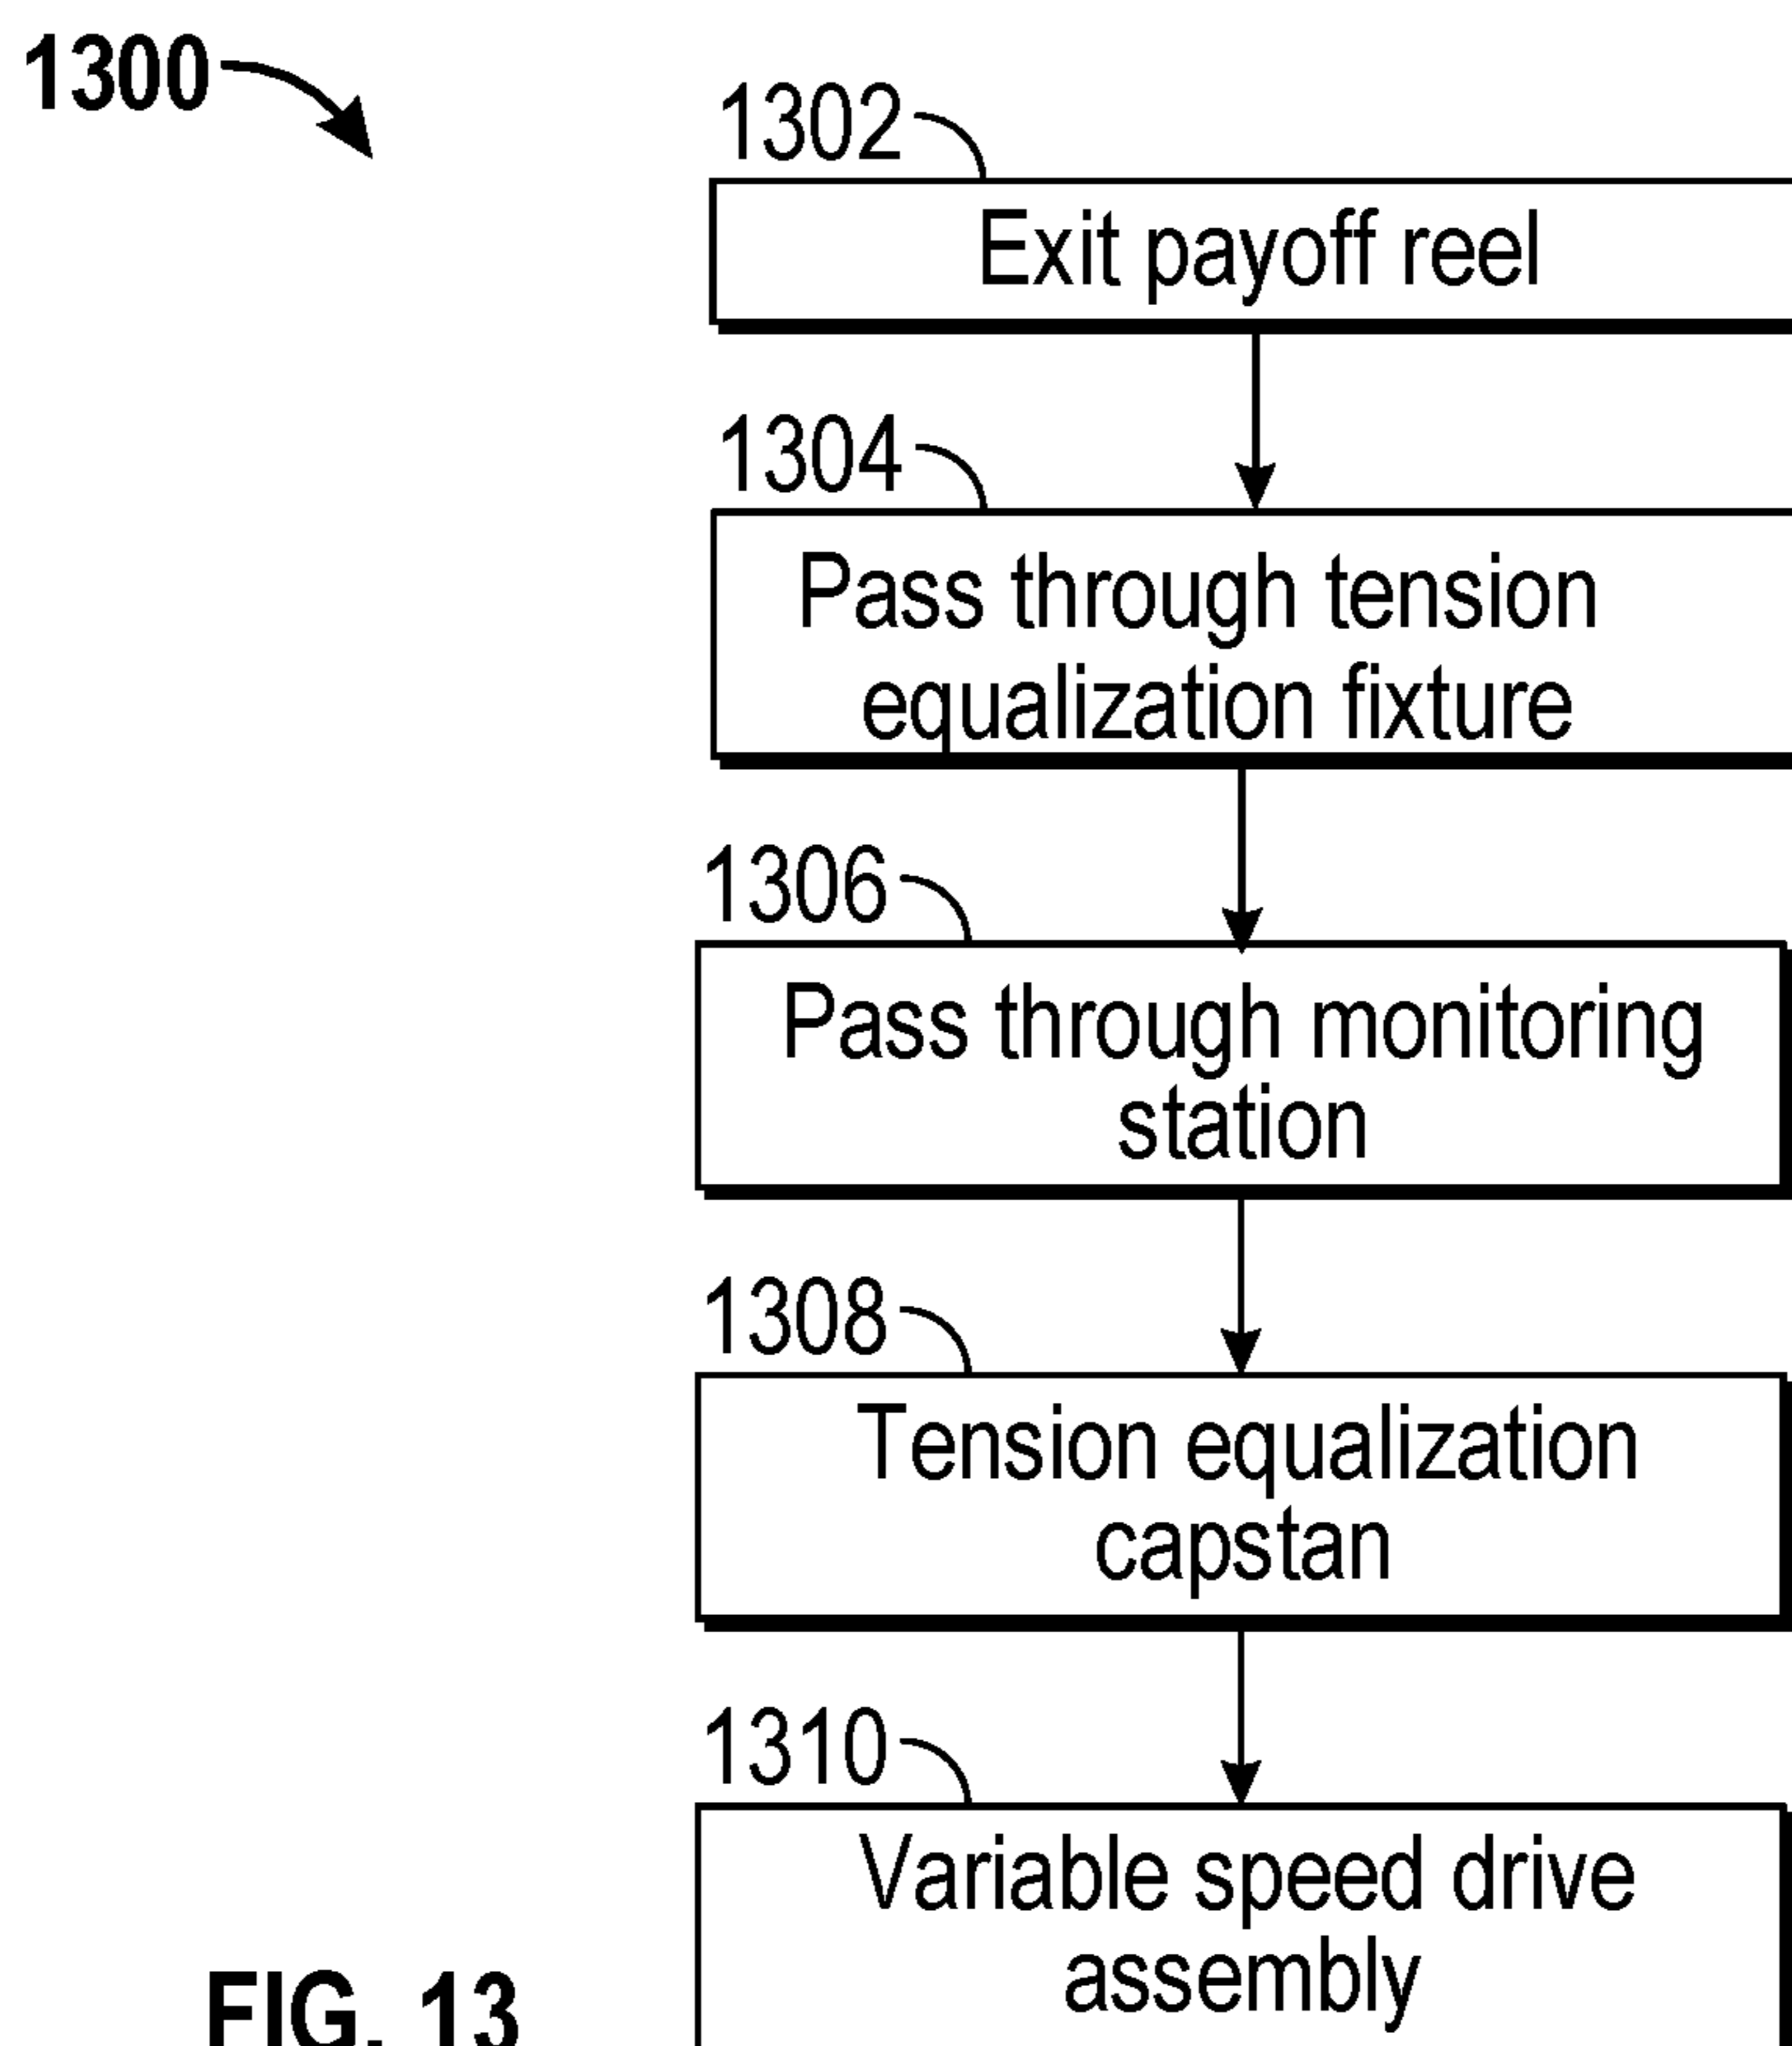 1300
1302
Exit payoff reel
1304
Pass through tension
equalization fixture
1306
Pass through monitoring
station
1308
Tension equalization
capstan
1310
Variable speed drive
assembly
FIG. 13